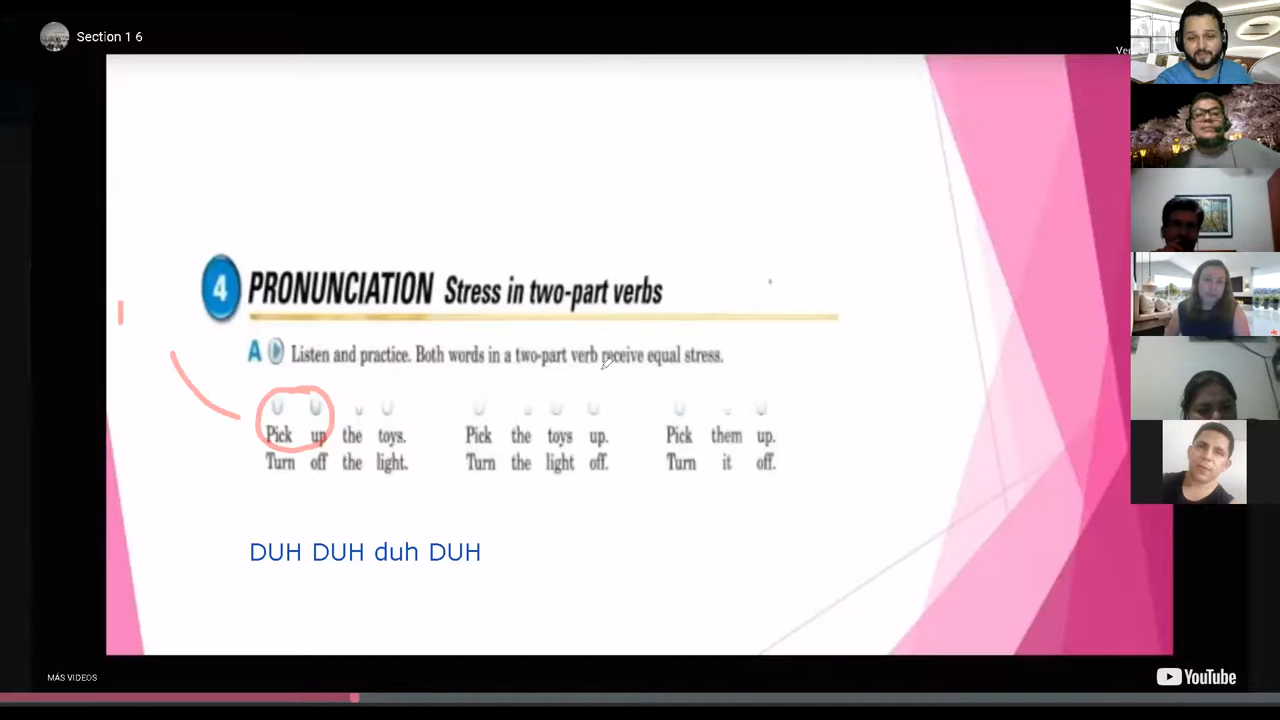 Section 1 6
Ver
4 PRONUNCIATION Stress in two-part verbs
A Listen and practice. Both words in a two-part verb receive equal stress.
Pick up the toys. Pick the toys up. Pick them up.
Turn off the light. Turn the light off. Turn it off.
DUH DUH duh DUH
MÁS VIDEOS
YouTube